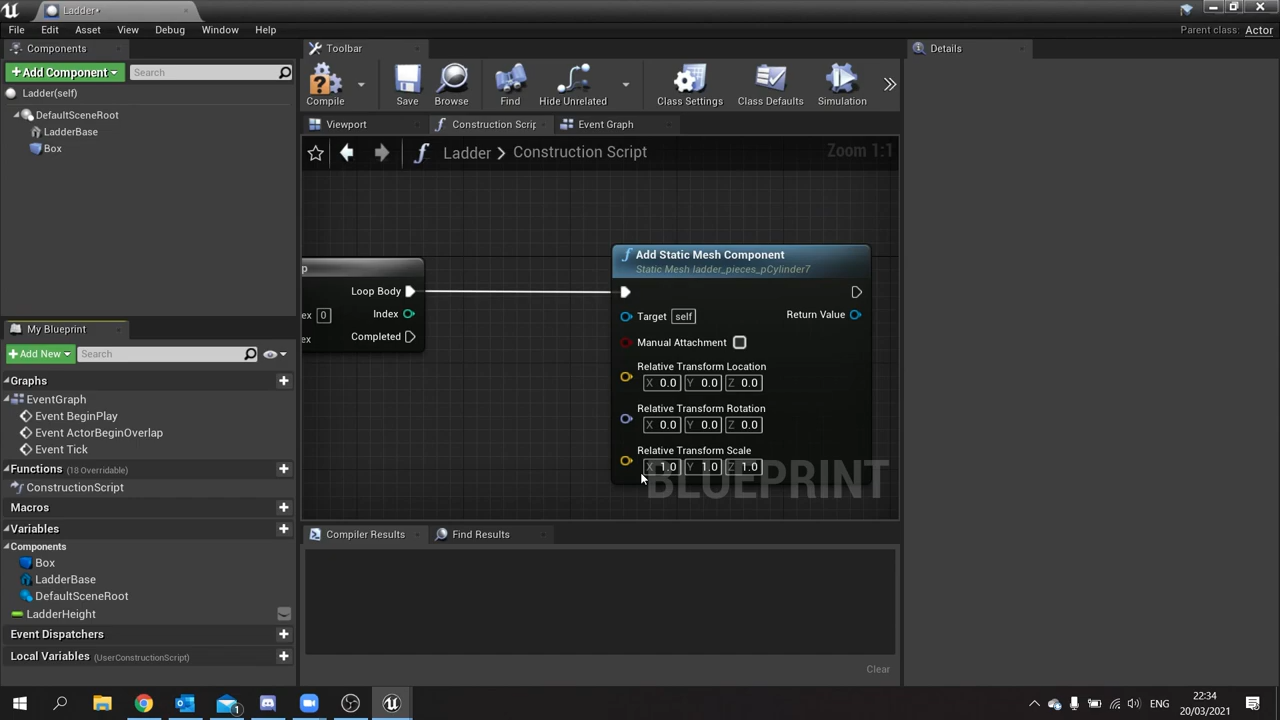 Ladder•
File Edit Asset View Debug Window Help
Parent class: Actor
Components
Toolbar
Details
Add Component
Search
Ladder(self)
DefaultSceneRoot
LadderBase
Box
Compile
Save
Browse
Find
Hide Unrelated
Class Settings
Class Defaults
Simulation
Viewport
Construction Scrip
Event Graph
Ladder > Construction Script
Zoom 1:1
p
Loop Body
ex 0
Index
ex
Completed
Add Static Mesh Component
Static Mesh ladder_pieces_pCylinder7
Target self
Return Value
Manual Attachment
Relative Transform Location
X 0.0 Y 0.0 Z 0.0
Relative Transform Rotation
X 0.0 Y 0.0 Z 0.0
Relative Transform Scale
X 1.0 Y 1.0 Z 1.0
BLUEPRINT
My Blueprint
Add New
Search
Graphs
EventGraph
Event BeginPlay
Event ActorBeginOverlap
Event Tick
Functions (18 Overridable)
ConstructionScript
Macros
Variables
Components
Box
LadderBase
DefaultSceneRoot
LadderHeight
Event Dispatchers
Local Variables (UserConstructionScript)
Compiler Results
Find Results
Clear
1
ENG
22:34
20/03/2021